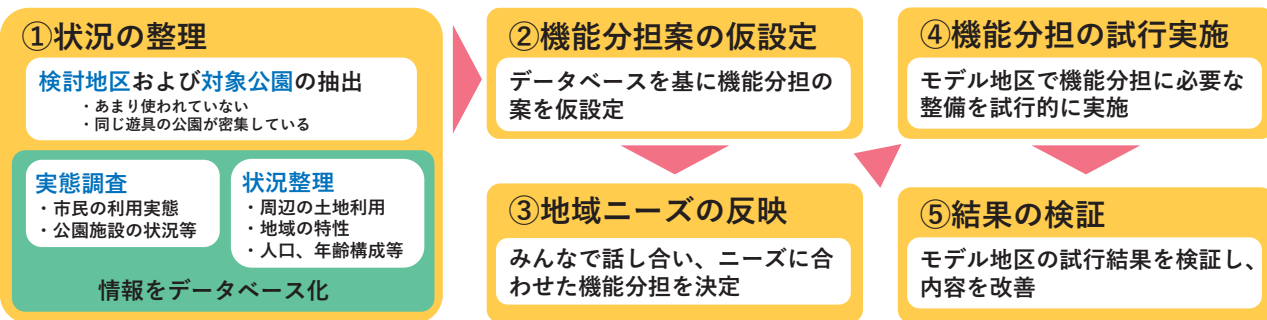 ①状況の整理
検討地区および対象公園の抽出
・あまり使われていない
・同じ遊具の公園が密集している
実態調査
・市民の利用実態
・公園施設の状況等
状況整理
・周辺の土地利用
・地域の特性
・人口、年齢構成等
情報をデータベース化
②機能分担案の仮設定
データベースを基に機能分担の
案を仮設定
③地域ニーズの反映
みんなで話し合い、ニーズに合
わせた機能分担を決定
④機能分担の試行実施
モデル地区で機能分担に必要な
整備を試行的に実施
⑤結果の検証
モデル地区の試行結果を検証し、
内容を改善